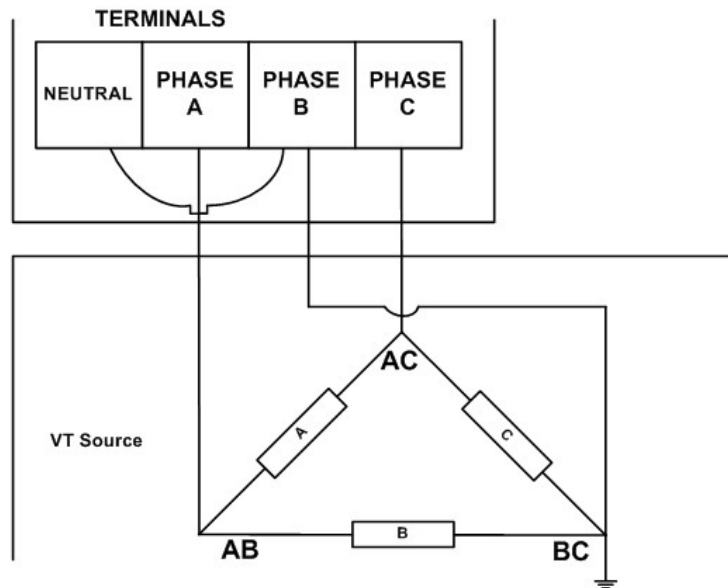 TERMINALS
NEUTRAL
PHASE
A
PHASE
B
PHASE
C
AC
A
C
VT Source
B
AB
BC